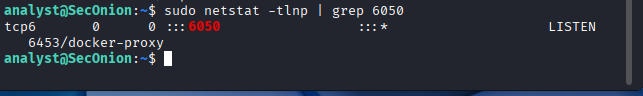 analyst@SecOnion:~$ sudo netstat -tlnp | grep 6050
tcp6       0      0 :::6050                 :::*                    LISTEN
   6453/docker-proxy
analyst@SecOnion:~$